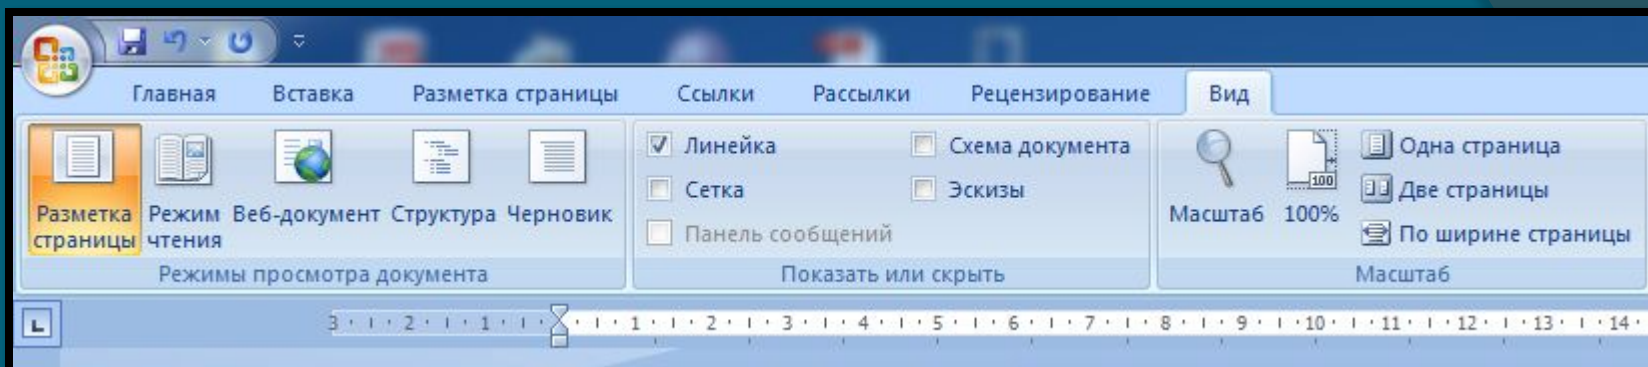 Главная Вставка Разметка страницы Ссылки Рассылки Рецензирование Вид
Разметка страницы
Режим чтения
Веб-документ
Структура
Черновик
Режимы просмотра документа
Линейка
Сетка
Панель сообщений
Схема документа
Эскизы
Показать или скрыть
Масштаб
100
100%
Одна страница
Две страницы
По ширине страницы
Масштаб
3 2 1 1 2 3 4 5 6 7 8 9 10 11 12 13 14